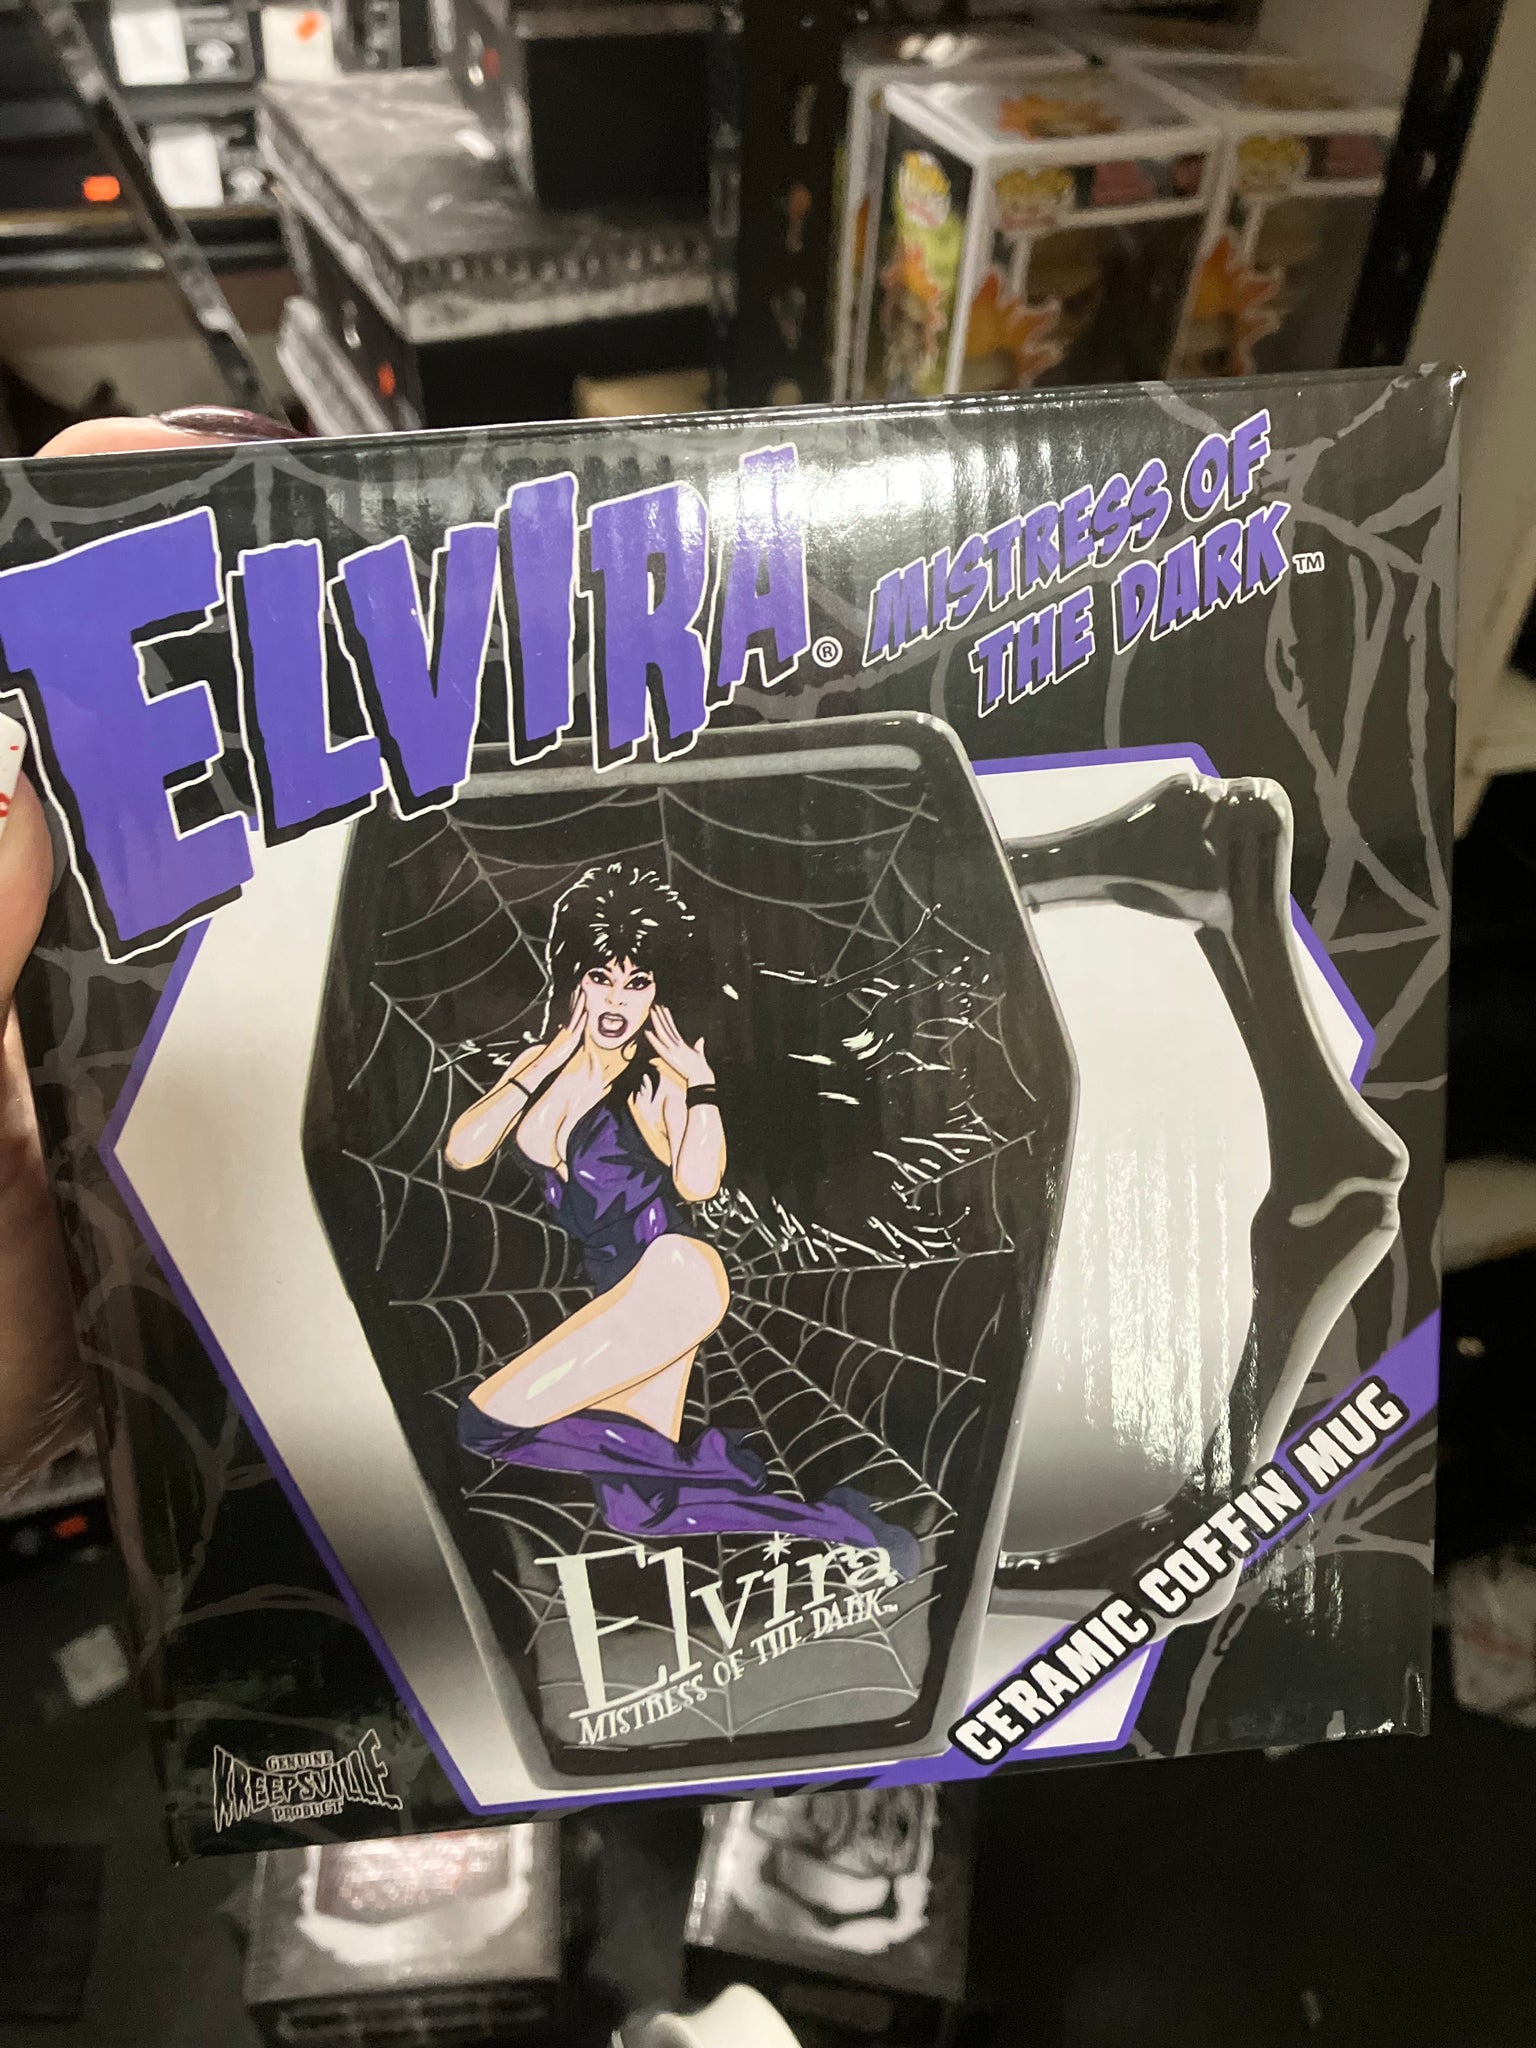 ELVIRA®
MISTRESS OF
THE DARK™
Elvira®
MISTRESS OF THE DARK™
CERAMIC COFFIN MUG
GENUINE
KREEPSVILLE
PRODUCT